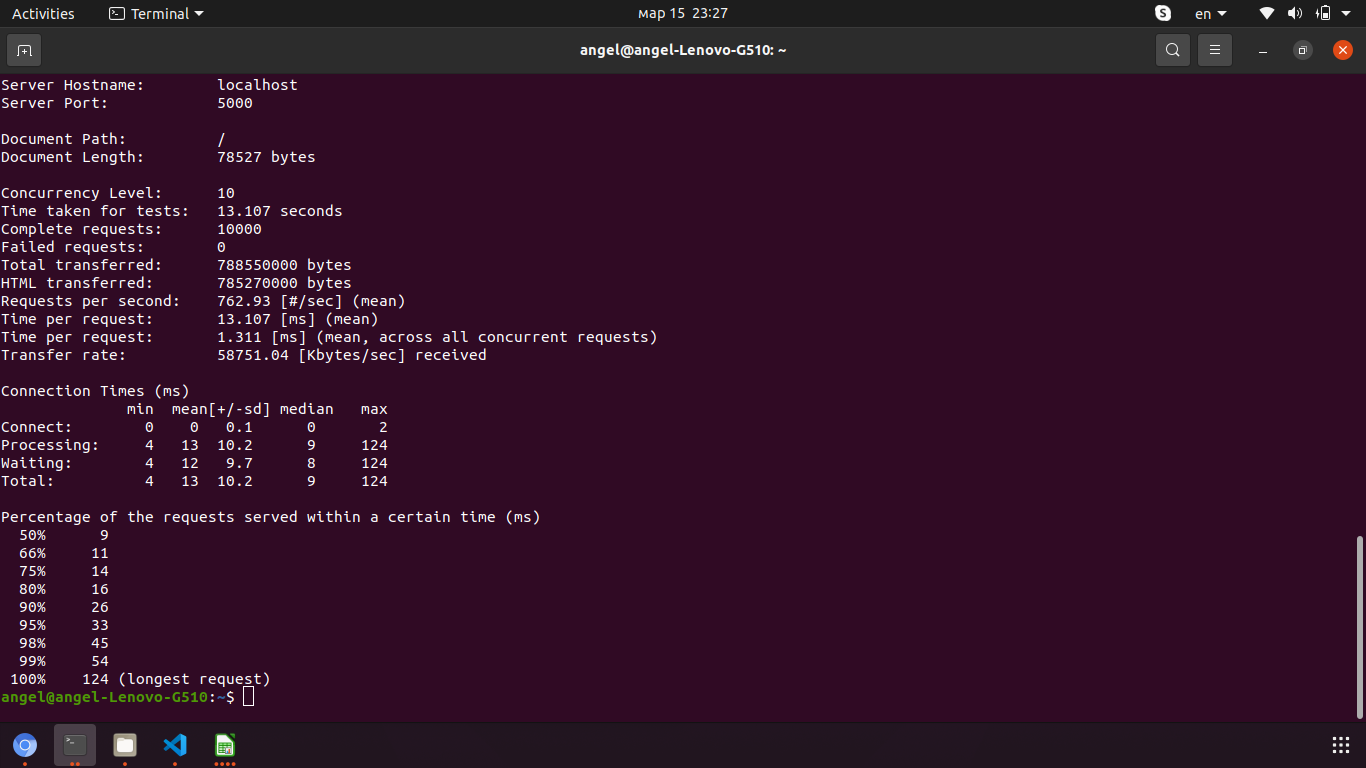 Activities Terminal мар 15 23:27 en
angel@angel-Lenovo-G510: ~
Server Hostname:        localhost
Server Port:            5000

Document Path:          /
Document Length:        78527 bytes

Concurrency Level:      10
Time taken for tests:   13.107 seconds
Complete requests:      10000
Failed requests:        0
Total transferred:      788550000 bytes
HTML transferred:       785270000 bytes
Requests per second:    762.93 [#/sec] (mean)
Time per request:       13.107 [ms] (mean)
Time per request:       1.311 [ms] (mean, across all concurrent requests)
Transfer rate:          58751.04 [Kbytes/sec] received

Connection Times (ms)
              min  mean[+/-sd] median   max
Connect:        0    0   0.1      0       2
Processing:     4   13  10.2      9     124
Waiting:        4   12   9.7      8     124
Total:          4   13  10.2      9     124

Percentage of the requests served within a certain time (ms)
  50%      9
  66%     11
  75%     14
  80%     16
  90%     26
  95%     33
  98%     45
  99%     54
 100%    124 (longest request)
angel@angel-Lenovo-G510:~$